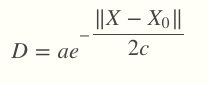 D = ae^{-\frac{\|X - X_0\|}{2c}}